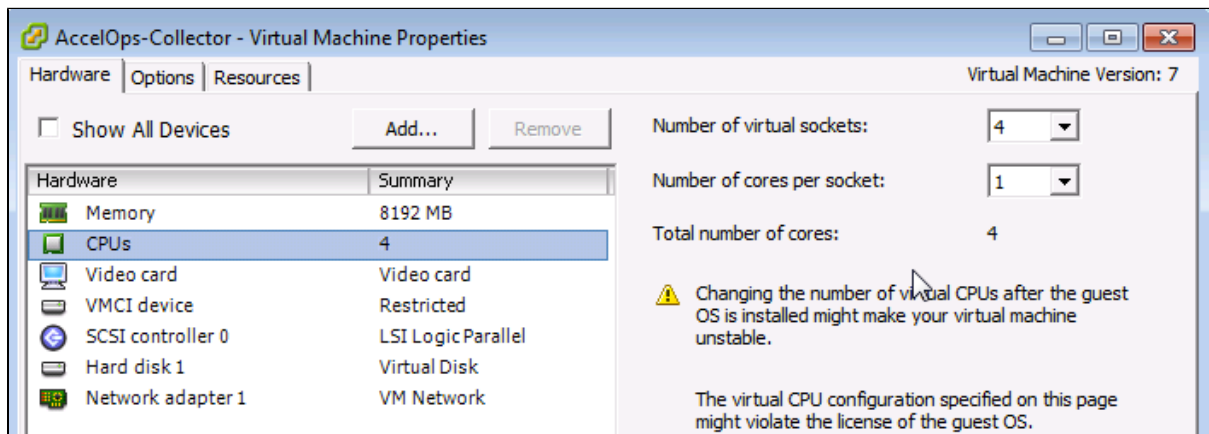 AccelOps-Collector - Virtual Machine Properties
Hardware Options Resources Virtual Machine Version: 7
Show All Devices Add... Remove
Hardware Summary
Memory 8192 MB
CPUs 4
Video card Video card
VMCI device Restricted
SCSI controller 0 LSI Logic Parallel
Hard disk 1 Virtual Disk
Network adapter 1 VM Network
Number of virtual sockets: 4
Number of cores per socket: 1
Total number of cores: 4
Changing the number of virtual CPUs after the guest
OS is installed might make your virtual machine
unstable.
The virtual CPU configuration specified on this page
might violate the license of the guest OS.